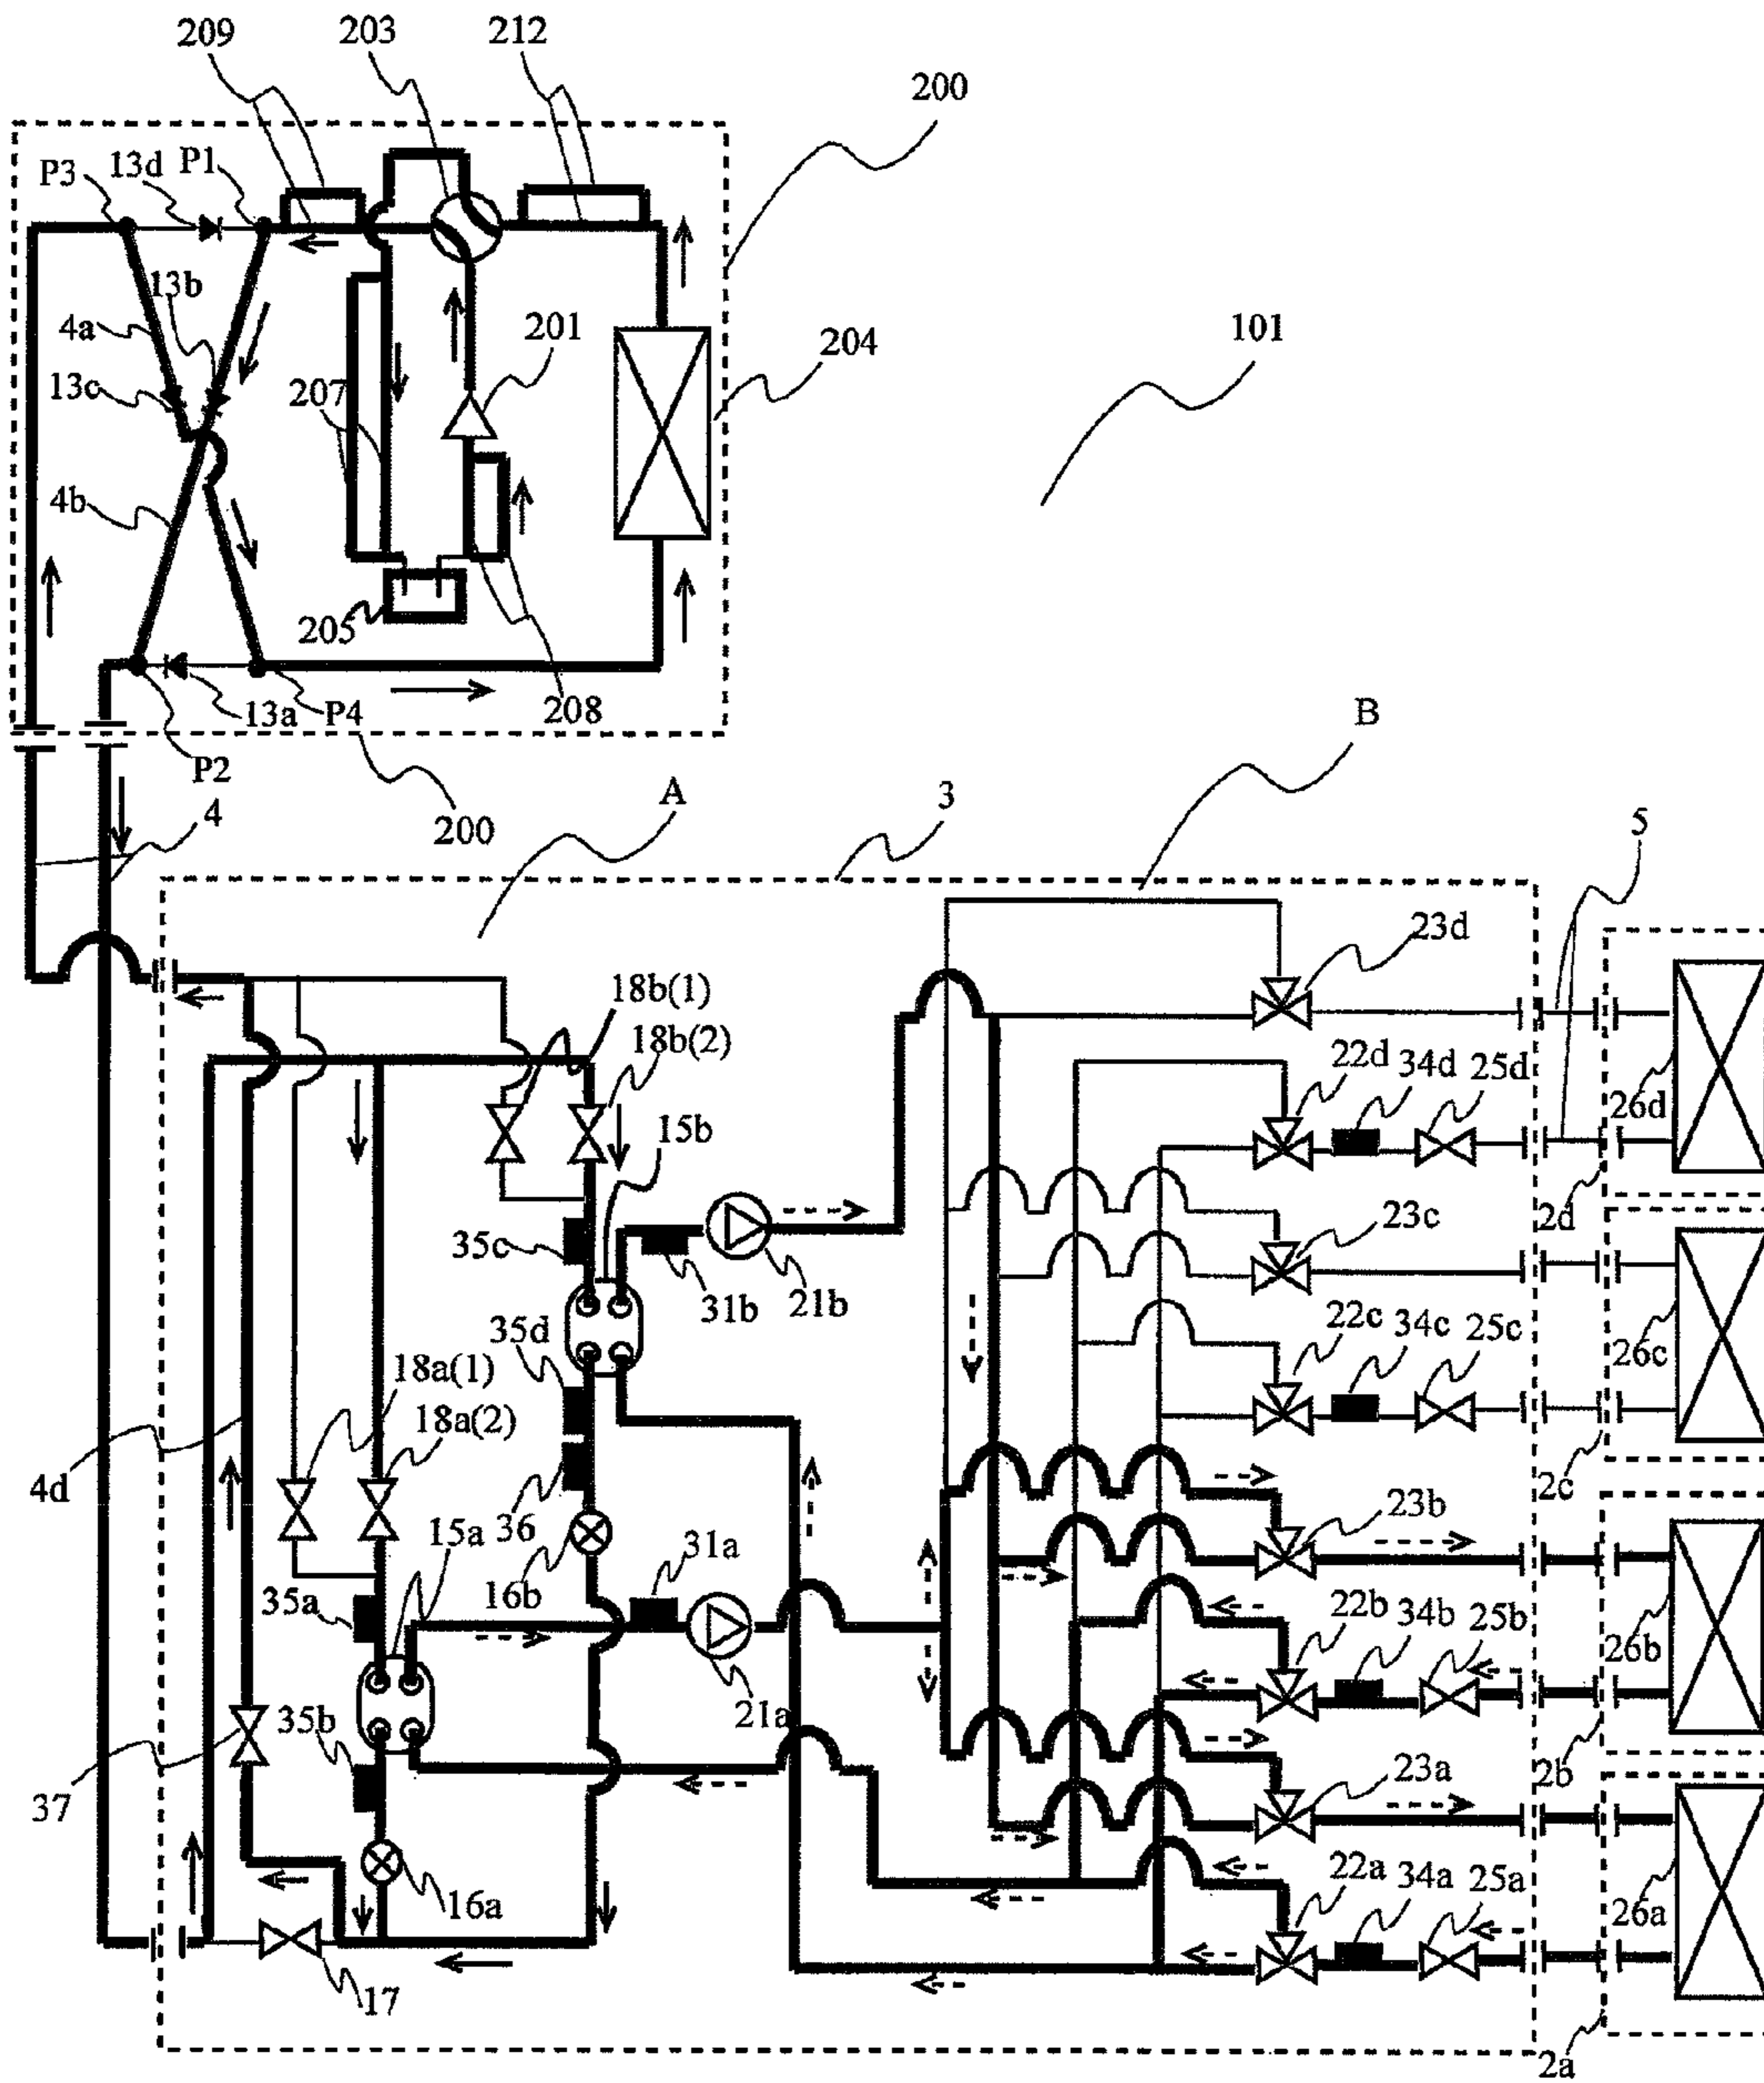 209
203
212
200
P3
13d
P1
13b
4a
201
204
101
13c
207
4b
205
208
13a
P4
P2
B
4
200
A
3
5
23d
18b(1)
18b(2)
22d
34d
25d
26d
15b
2d
23c
35c
31b
21b
22c
34c
25c
26c
35d
18a(1)
18a(2)
4d
36
15a
2c
23b
31a
16b
35a
22b
34b
25b
26b
21a
35b
37
23a
2b
16a
22a
34a
25a
26a
17
2a